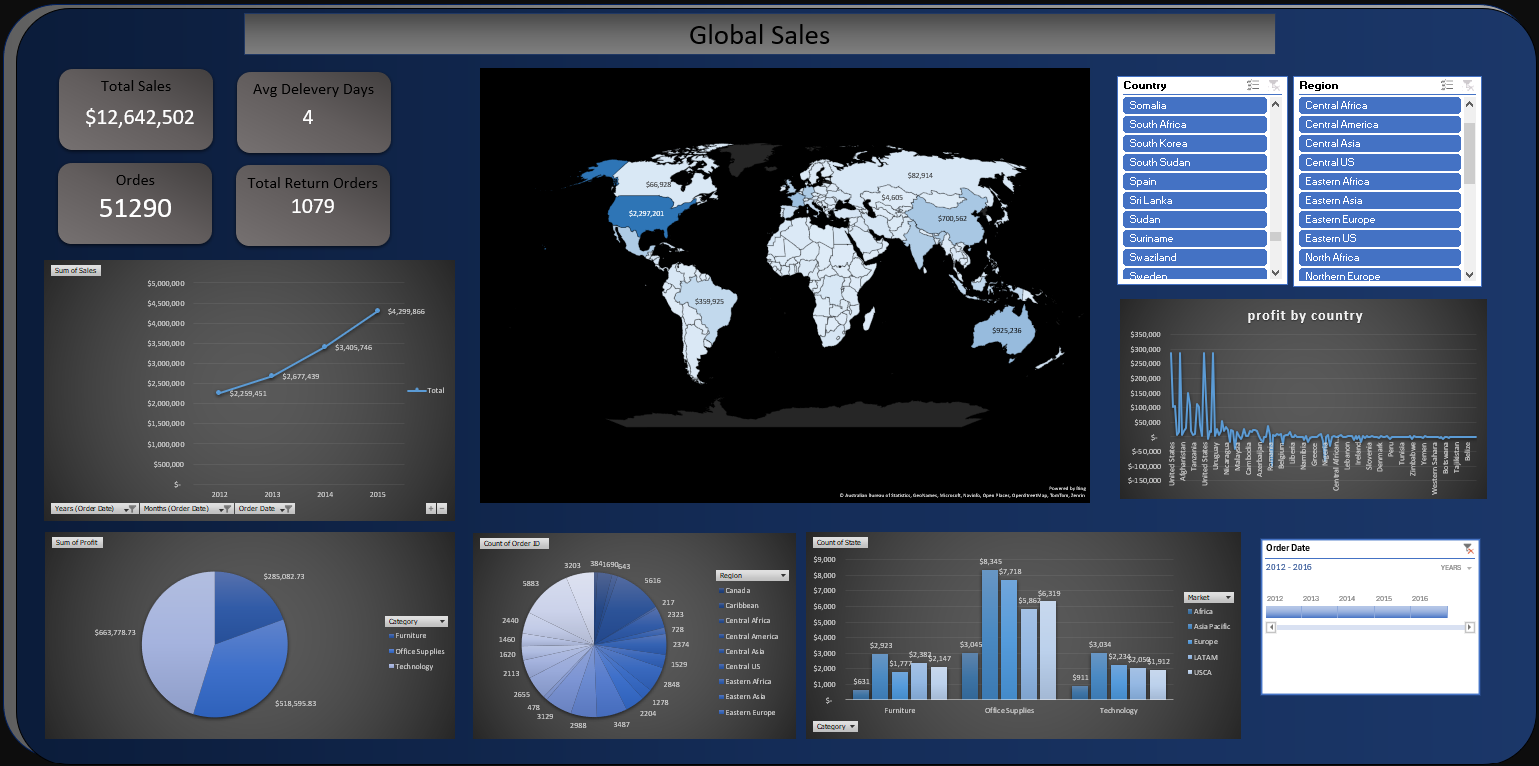 Global Sales
Total Sales
$12,642,502
Avg Delevery Days
4
Ordes
51290
Total Return Orders
1079
$66,928
$2,297,201
$359,925
$82,914
$4,605
$700,562
$925,236
Powered by Bing
© Australian Bureau of Statistics, GeoNames, Microsoft, Navinfo, Open Places, OpenStreetMap, TomTom, Zenrin
Country
Somalia
South Africa
South Korea
South Sudan
Spain
Sri Lanka
Sudan
Suriname
Swaziland
Sweden
Region
Central Africa
Central America
Central Asia
Central US
Eastern Africa
Eastern Asia
Eastern Europe
Eastern US
North Africa
Northern Europe
Sum of Sales
$5,000,000
$4,500,000
$4,000,000
$3,500,000
$3,000,000
$2,500,000
$2,000,000
$1,500,000
$1,000,000
$500,000
$-
$2,259,451
$2,677,439
$3,405,746
$4,299,866
Total
2012
2013
2014
2015
Years (Order Date)
Months (Order Date)
Order Date
profit by country
$350,000
$300,000
$250,000
$200,000
$150,000
$100,000
$50,000
$-
$-50,000
$-100,000
$-150,000
United States
Afghanistan
Tanzania
United States
Uruguay
Nicaragua
Malaysia
Cambodia
Azerbaijan
Romania
Belgium
Liberia
Namibia
Greece
Nigeria
Central African…
Lebanon
Ireland
Slovenia
Denmark
Peru
Tunisia
Zimbabwe
Yemen
Western Sahara
Botswana
Tajikistan
Belize
Sum of Profit
$285,082.73
$663,778.73
$518,595.83
Category
Furniture
Office Supplies
Technology
Count of Order ID
384
1690
643
5616
217
2323
728
2374
1529
2848
1278
2204
3487
2988
3129
478
2655
2113
1620
1460
2440
5883
3203
Region
Canada
Caribbean
Central Africa
Central America
Central Asia
Central US
Eastern Africa
Eastern Asia
Eastern Europe
Count of State
$9,000
$8,000
$7,000
$6,000
$5,000
$4,000
$3,000
$2,000
$1,000
$-
$631
$2,923
$1,777
$2,382
$2,147
$3,045
$8,345
$7,718
$6,319
$911
$3,034
$2,234
$1,912
Furniture
Office Supplies
Technology
Market
Africa
Asia Pacific
Europe
LATAM
USCA
Category
Order Date
2012 - 2016
YEARS
2012
2013
2014
2015
2016